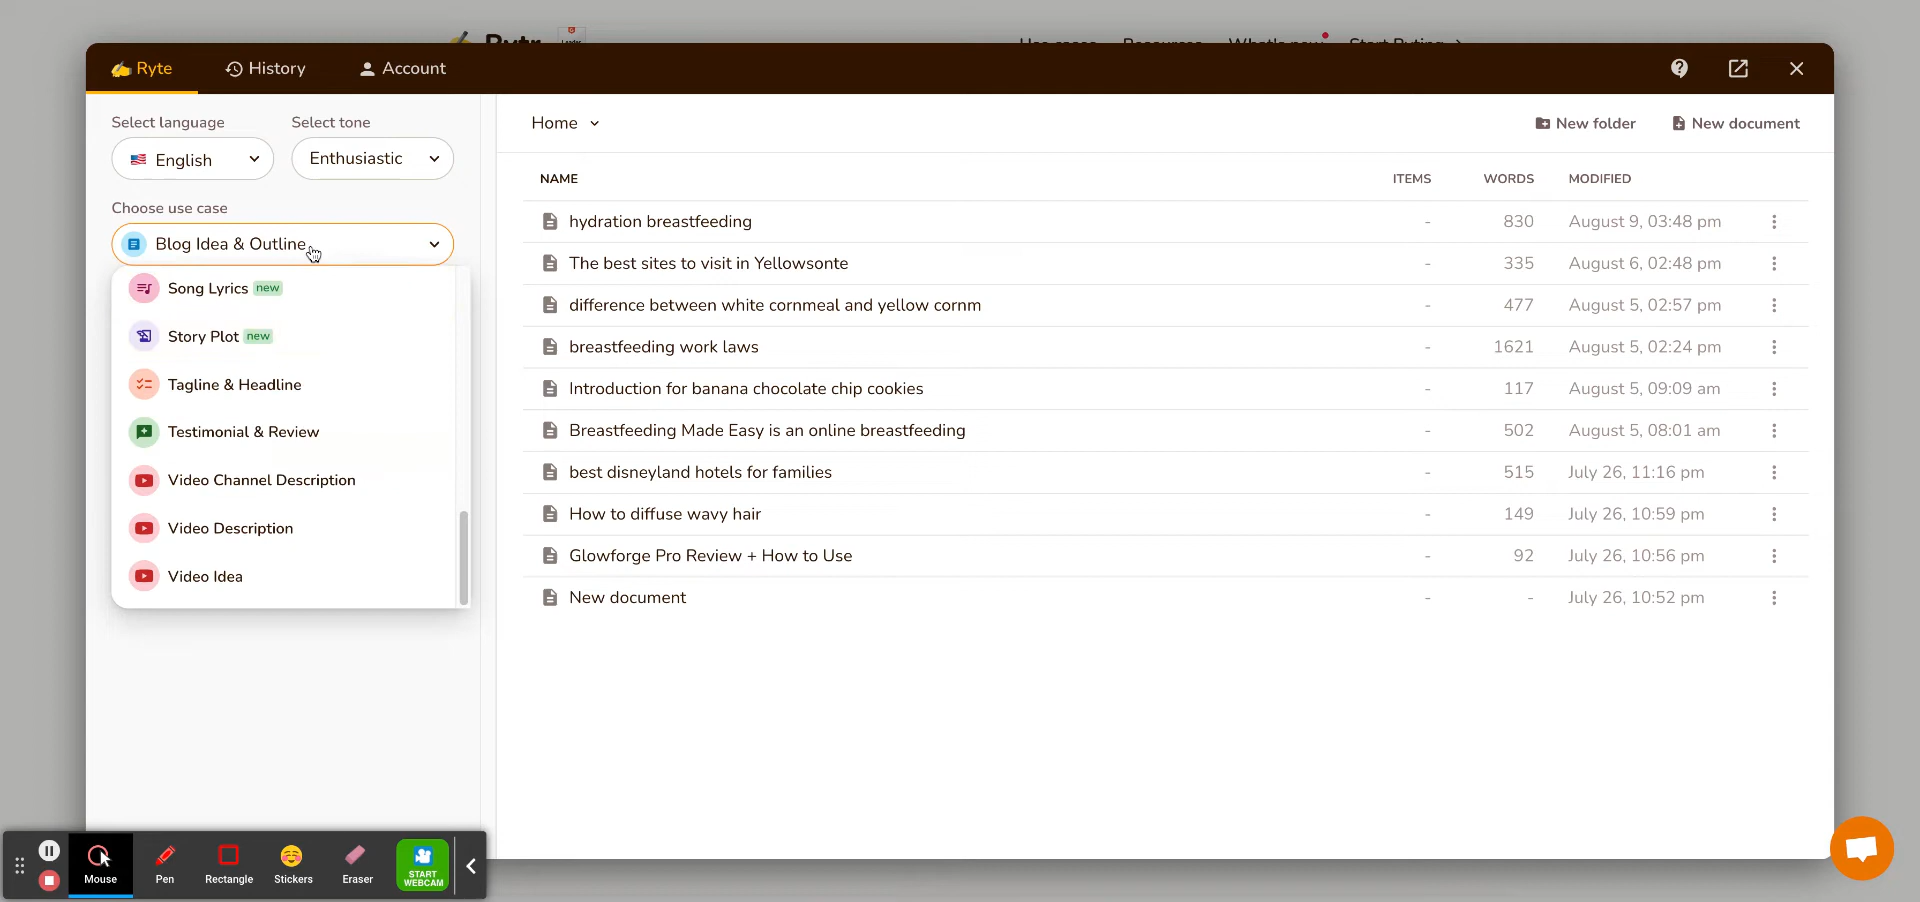 Rytr
Use cases Resources What's new Start Ryting
Ryte History Account
Select language Select tone
English Enthusiastic
Choose use case
Blog Idea & Outline
Song Lyrics new
Story Plot new
Tagline & Headline
Testimonial & Review
Video Channel Description
Video Description
Video Idea
Home New folder New document
NAME ITEMS WORDS MODIFIED
hydration breastfeeding - 830 August 9, 03:48 pm
The best sites to visit in Yellowsonte - 335 August 6, 02:48 pm
difference between white cornmeal and yellow cornm - 477 August 5, 02:57 pm
breastfeeding work laws - 1621 August 5, 02:24 pm
Introduction for banana chocolate chip cookies - 117 August 5, 09:09 am
Breastfeeding Made Easy is an online breastfeeding - 502 August 5, 08:01 am
best disneyland hotels for families - 515 July 26, 11:16 pm
How to diffuse wavy hair - 149 July 26, 10:59 pm
Glowforge Pro Review + How to Use - 92 July 26, 10:56 pm
New document - - July 26, 10:52 pm
Mouse Pen Rectangle Stickers Eraser START
WEBCAM